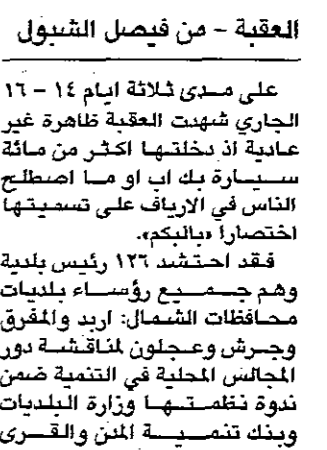 العقبة - من فيصل الشبول
على مدى ثلاثة ايام ١٤ - ١٦
الجاري شهدت العقبة ظاهرة غير
عادية اذ دخلتها اكثر من مائة
سيارة بك اب او ما اصطلح
الناس في الارياف على تسميتها
اختصارا «بالبكم».
فقد احتشد ١٢٦ رئيس بلدية
وهم جميع رؤساء بلديات
محافظات الشمال: اربد والمفرق
وجرش وعجلون لمناقشة دور
المجالس المحلية في التنمية ضمن
ندوة نظمتها وزارة البلديات
وبنك تنمية المدن والقرى